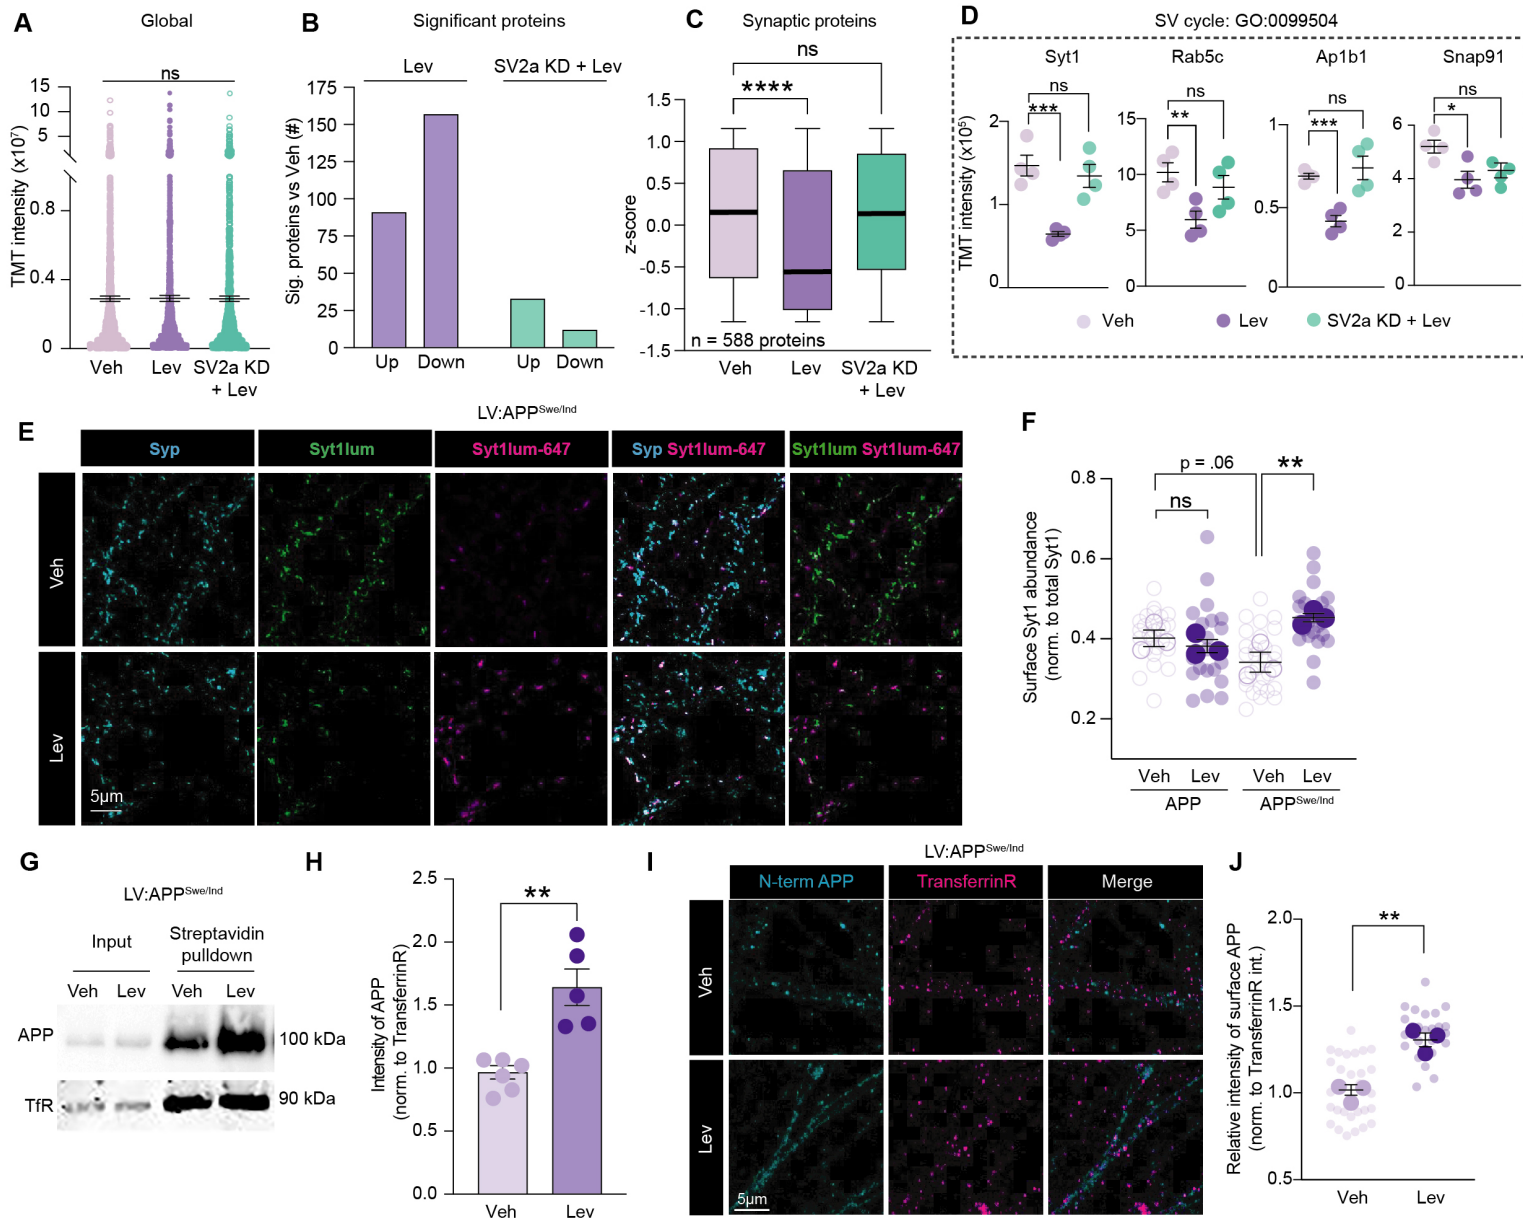 A
Global
ns
TMT intensity (x10⁷)
15
10
5
0.8
0.4
0
Veh
Lev
SV2a KD
+ Lev
B
Significant proteins
Lev
SV2a KD + Lev
Sig. proteins vs Veh (#)
175
150
125
100
75
50
25
0
Up
Down
Up
Down
C
Synaptic proteins
ns
****
z-score
1.5
1.0
0.5
0.0
-0.5
-1.0
-1.5
n = 588 proteins
Veh
Lev
SV2a KD
+ Lev
D
SV cycle: GO:0099504
TMT intensity (x10⁵)
Syt1
ns
***
2
1
0
Rab5c
ns
**
15
10
5
0
Ap1b1
ns
***
1
0.5
0
Snap91
ns
*
6
4
2
0
Veh
Lev
SV2a KD + Lev
E
LV:APPSwe/Ind
Syp
Syt1lum
Syt1lum-647
Syp Syt1lum-647
Syt1lum Syt1lum-647
Veh
Lev
5µm
F
p = .06
**
ns
Surface Syt1 abundance
(norm. to total Syt1)
0.8
0.6
0.4
0.2
Veh
Lev
Veh
Lev
APP
APPSwe/Ind
G
LV:APPSwe/Ind
Input
Streptavidin
pulldown
Veh
Lev
Veh
Lev
APP
100 kDa
TfR
90 kDa
H
**
Intensity of APP
(norm. to TransferrinR)
2.5
2.0
1.5
1.0
0.5
0.0
Veh
Lev
I
LV:APPSwe/Ind
N-term APP
TransferrinR
Merge
Veh
Lev
5µm
J
**
Relative intensity of surface APP
(norm. to TransferrinR int.)
2.0
1.5
1.0
0.5
Veh
Lev